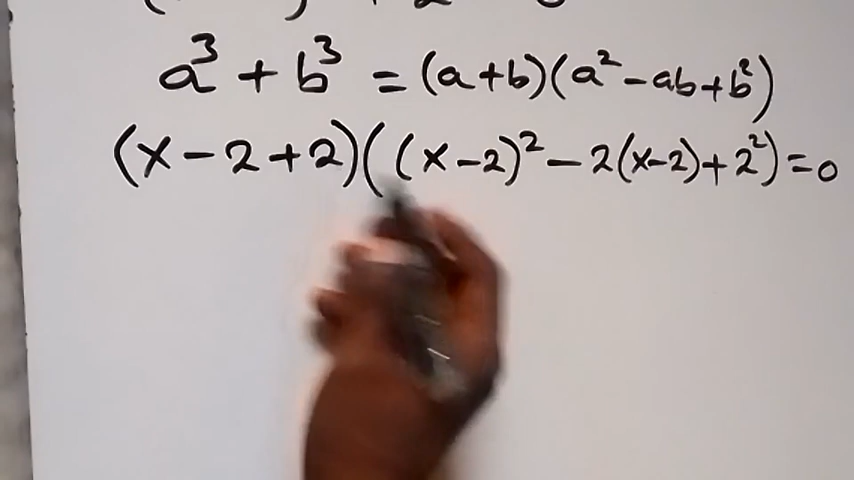 a³ + b³ = (a+b)(a² - ab + b²)
(x - 2 + 2)((x - 2)² - 2(x-2) + 2²) = 0